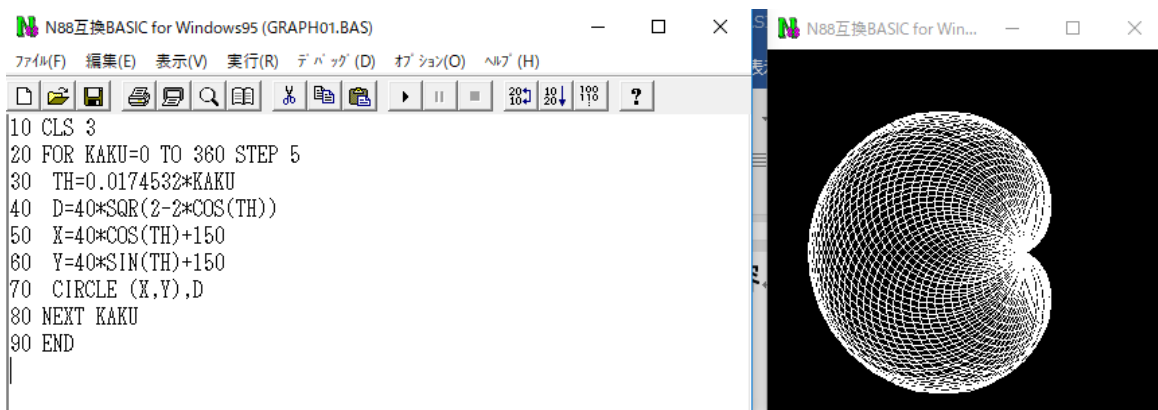 N88互換BASIC for Windows95 (GRAPH01.BAS)
ﾌｧｲﾙ(F) 編集(E) 表示(V) 実行(R) ﾃﾞﾊﾞｯｸﾞ(D) ｵﾌﾟｼｮﾝ(O) ﾍﾙﾌﾟ(H)
10 CLS 3
20 FOR KAKU=0 TO 360 STEP 5
30  TH=0.0174532*KAKU
40  D=40*SQR(2-2*COS(TH))
50  X=40*COS(TH)+150
60  Y=40*SIN(TH)+150
70  CIRCLE (X,Y),D
80 NEXT KAKU
90 END
N88互換BASIC for Win...